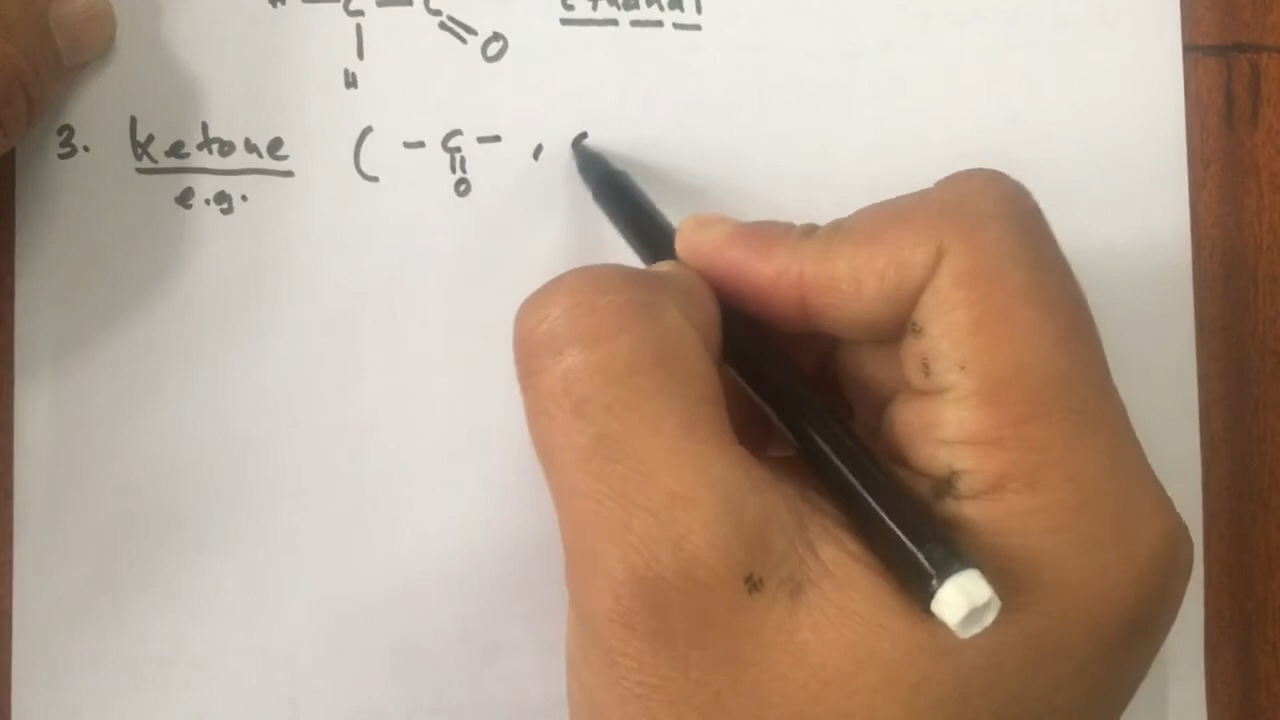 H — C — C ethanal
O
H
3. ketone ( - C - , c
O
e.g.